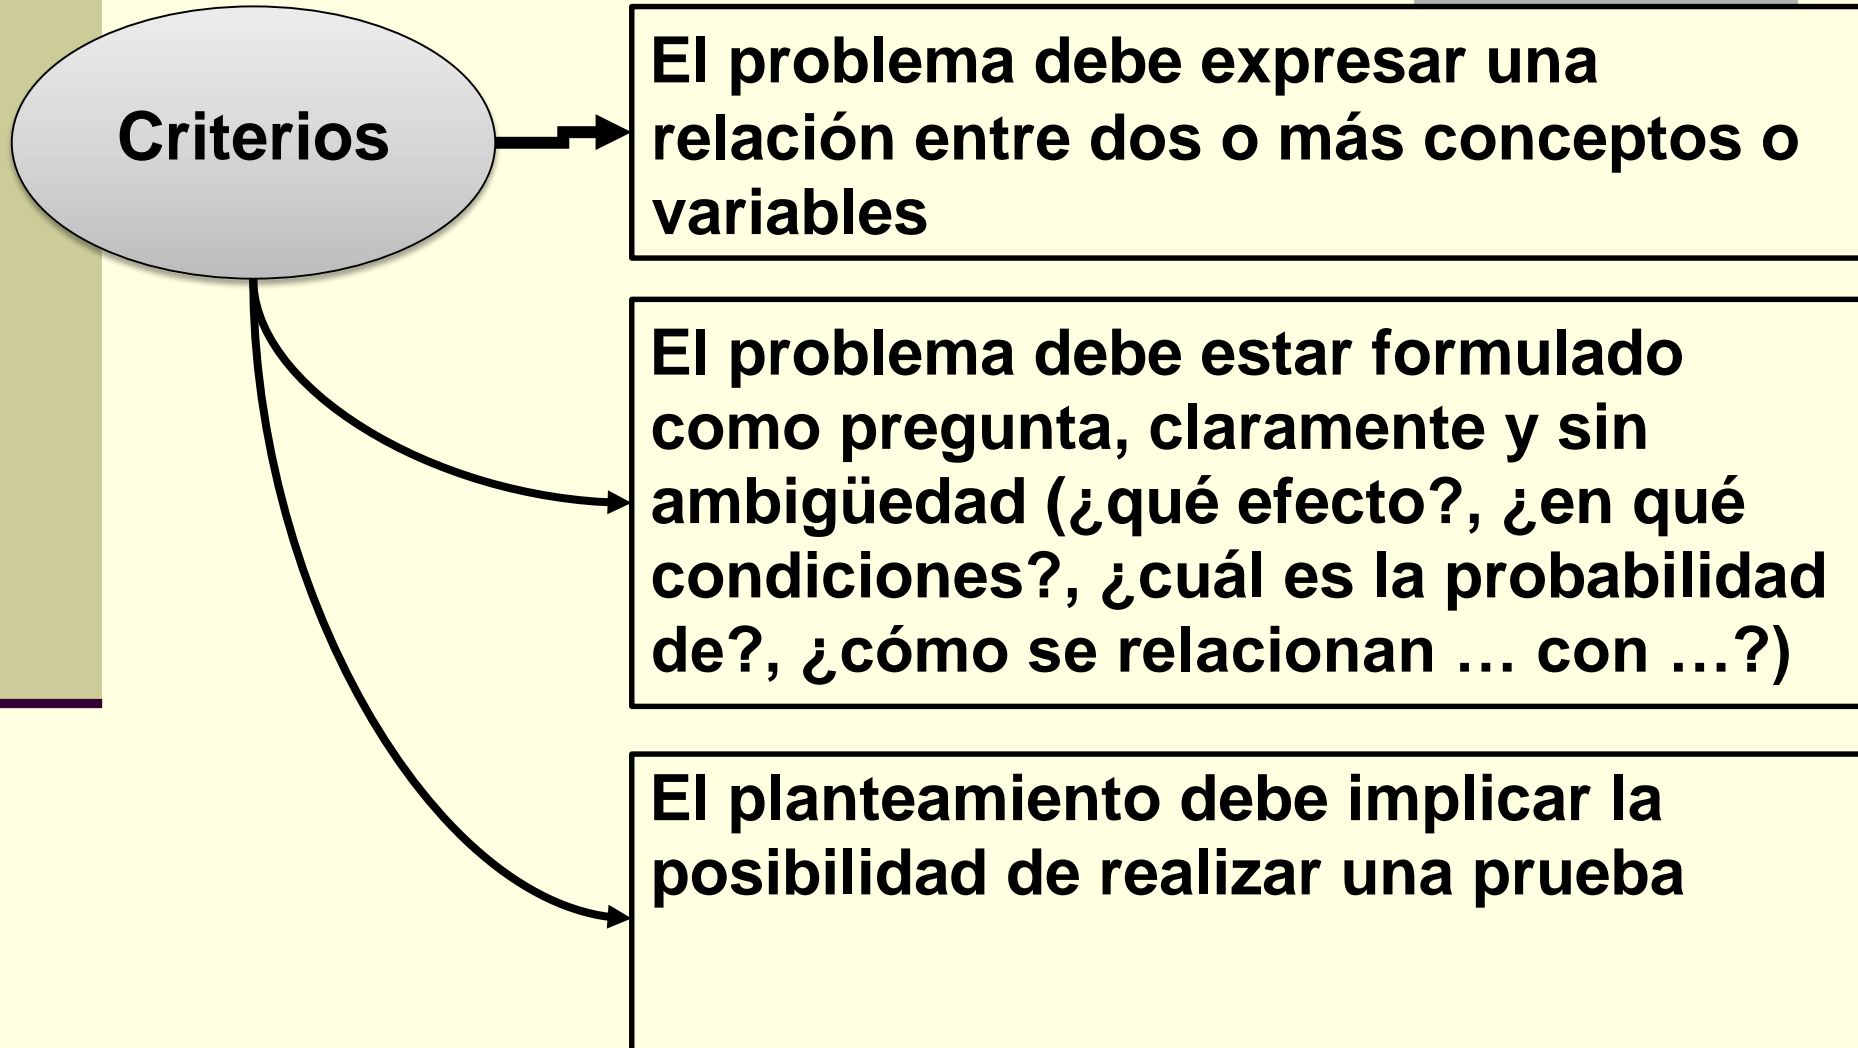 Criterios
El problema debe expresar una
relación entre dos o más conceptos o
variables
El problema debe estar formulado
como pregunta, claramente y sin
ambigüedad (¿qué efecto?, ¿en qué
condiciones?, ¿cuál es la probabilidad
de?, ¿cómo se relacionan … con …?)
El planteamiento debe implicar la
posibilidad de realizar una prueba